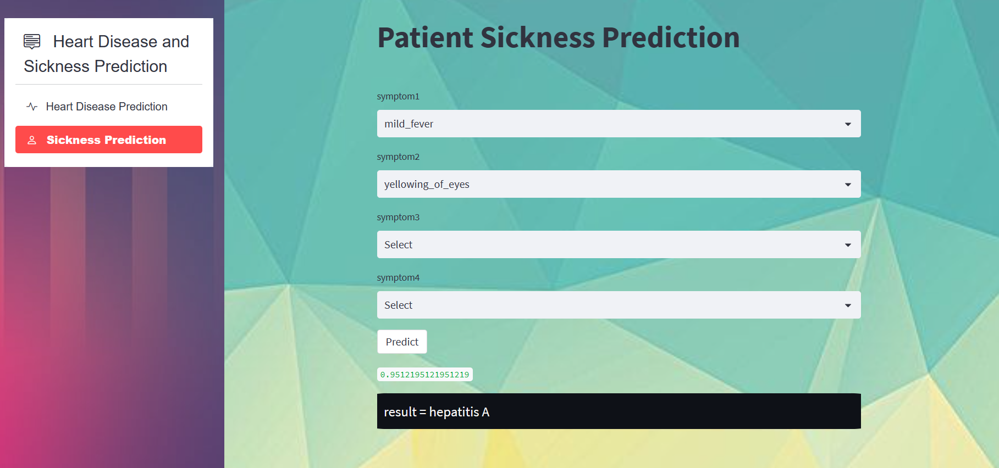 Heart Disease and
Sickness Prediction
Heart Disease Prediction
Sickness Prediction
Patient Sickness Prediction
symptom1
mild_fever
symptom2
yellowing_of_eyes
symptom3
Select
symptom4
Select
Predict
0.9512195121951219
result = hepatitis A